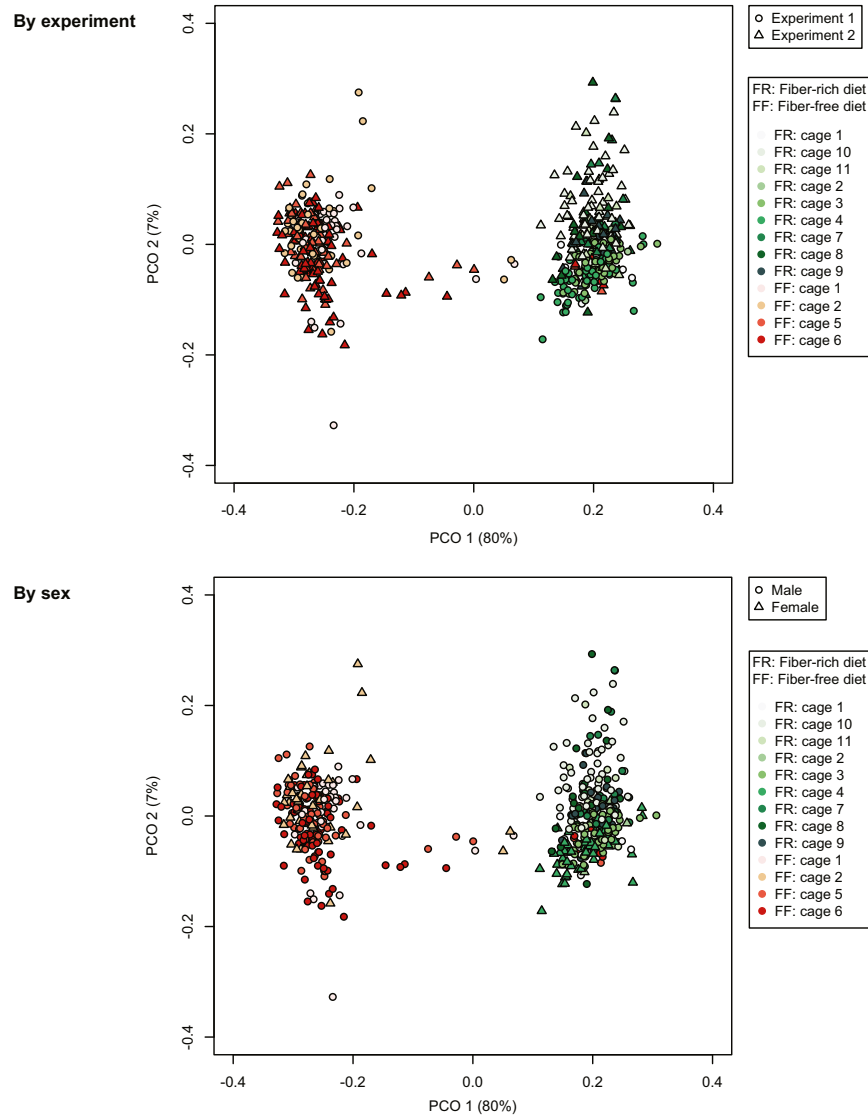 By experiment
Experiment 1
Experiment 2
FR: Fiber-rich diet
FF: Fiber-free diet
FR: cage 1
FR: cage 10
FR: cage 11
FR: cage 2
FR: cage 3
FR: cage 4
FR: cage 7
FR: cage 8
FR: cage 9
FF: cage 1
FF: cage 2
FF: cage 5
FF: cage 6
0.4
0.2
0.0
-0.2
-0.4
PCO 2 (7%)
-0.4 -0.2 0.0 0.2 0.4
PCO 1 (80%)
By sex
Male
Female
FR: Fiber-rich diet
FF: Fiber-free diet
FR: cage 1
FR: cage 10
FR: cage 11
FR: cage 2
FR: cage 3
FR: cage 4
FR: cage 7
FR: cage 8
FR: cage 9
FF: cage 1
FF: cage 2
FF: cage 5
FF: cage 6
0.4
0.2
0.0
-0.2
-0.4
PCO 2 (7%)
-0.4 -0.2 0.0 0.2 0.4
PCO 1 (80%)